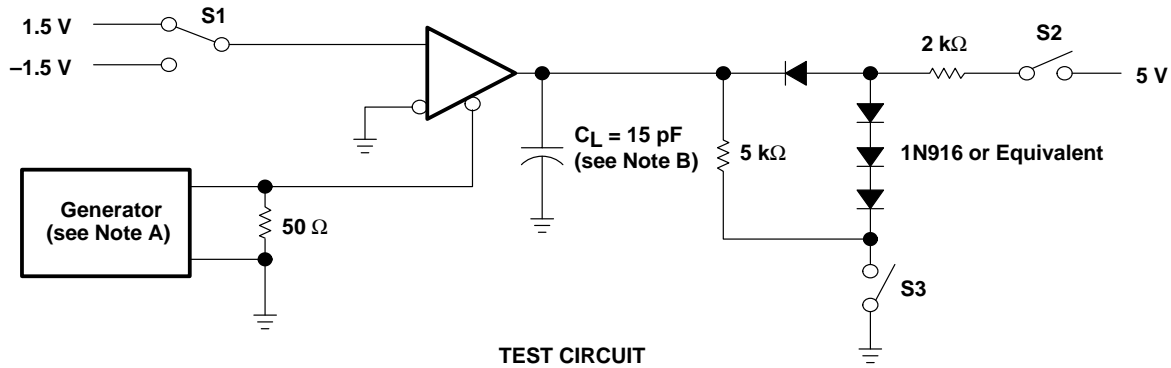 1.5 V
S1
–1.5 V
2 kΩ
S2
5 V
CL = 15 pF
(see Note B)
5 kΩ
1N916 or Equivalent
Generator
(see Note A)
50 Ω
S3
TEST CIRCUIT